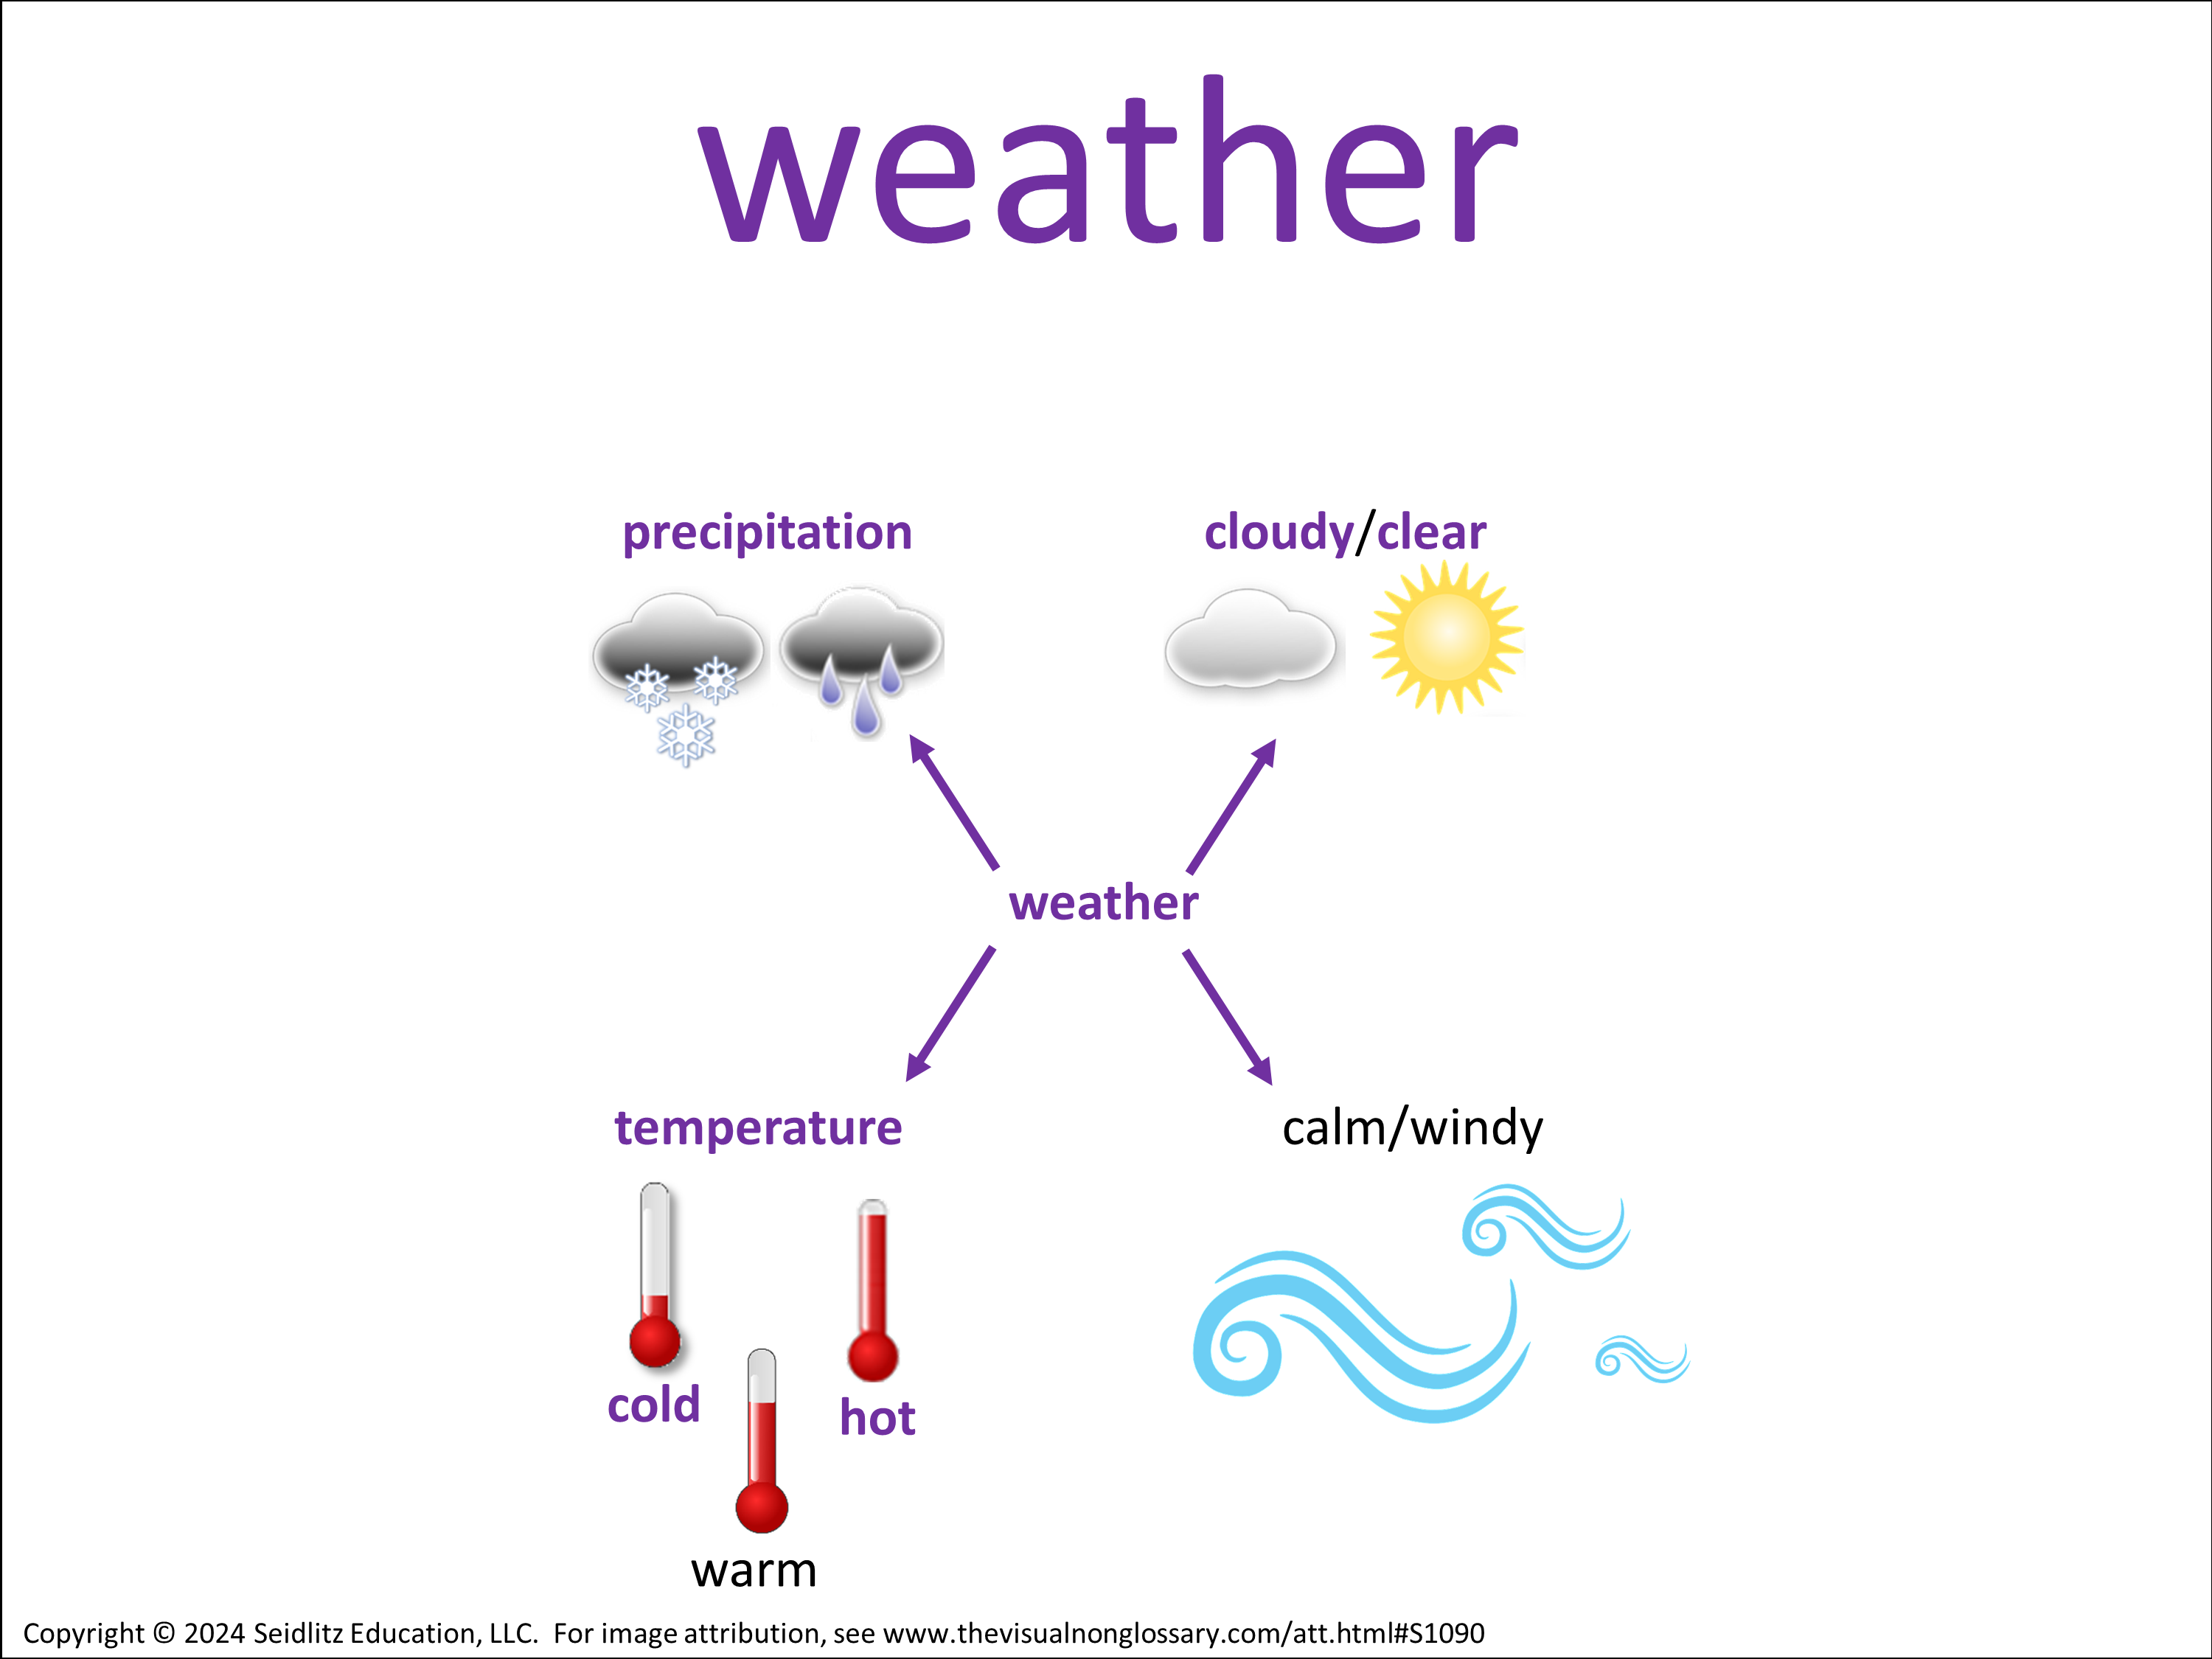 weather
precipitation
cloudy/clear
weather
temperature
calm/windy
cold
hot
warm
Copyright © 2024 Seidlitz Education, LLC.  For image attribution, see www.thevisualnonglossary.com/att.html#S1090